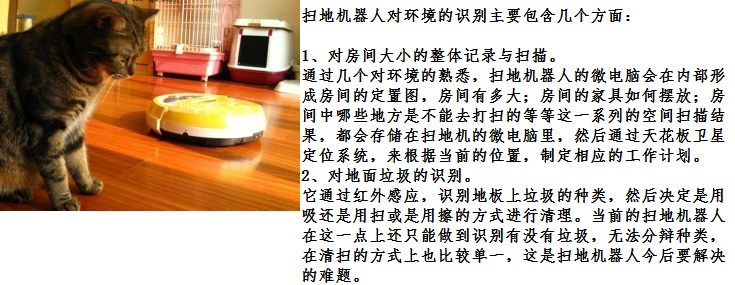 扫地机器人对环境的识别主要包含几个方面：
1、对房间大小的整体记录与扫描。
通过几个对环境的熟悉，扫地机器人的微电脑会在内部形
成房间的定置图，房间有多大；房间的家具如何摆放；房
间中哪些地方是不能去打扫的等等这一系列的空间扫描结
果，都会存储在扫地机的微电脑里，然后通过天花板卫星
定位系统，来根据当前的位置，制定相应的工作计划。
2、对地面垃圾的识别。
它通过红外感应，识别地板上垃圾的种类，然后决定是用
吸还是用扫或是用擦的方式进行清理。当前的扫地机器人
在这一点上还只能做到识别有没有垃圾，无法分辩种类，
在清扫的方式上也比较单一，这是扫地机器人今后要解决
的难题。